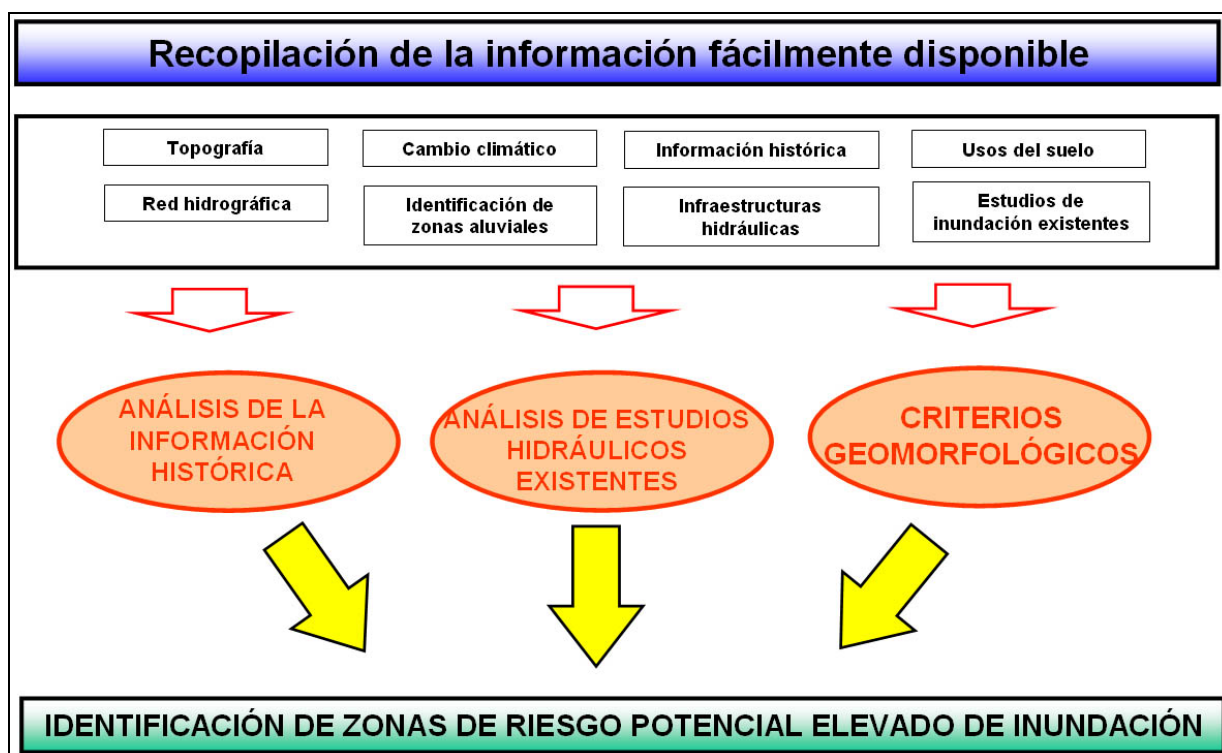 Recopilación de la información fácilmente disponible
Topografía
Cambio climático
Información histórica
Usos del suelo
Red hidrográfica
Identificación de
zonas aluviales
Infraestructuras
hidráulicas
Estudios de
inundación existentes
ANÁLISIS DE LA
INFORMACIÓN
HISTÓRICA
ANÁLISIS DE ESTUDIOS
HIDRÁULICOS
EXISTENTES
CRITERIOS
GEOMORFOLÓGICOS
IDENTIFICACIÓN DE ZONAS DE RIESGO POTENCIAL ELEVADO DE INUNDACIÓN